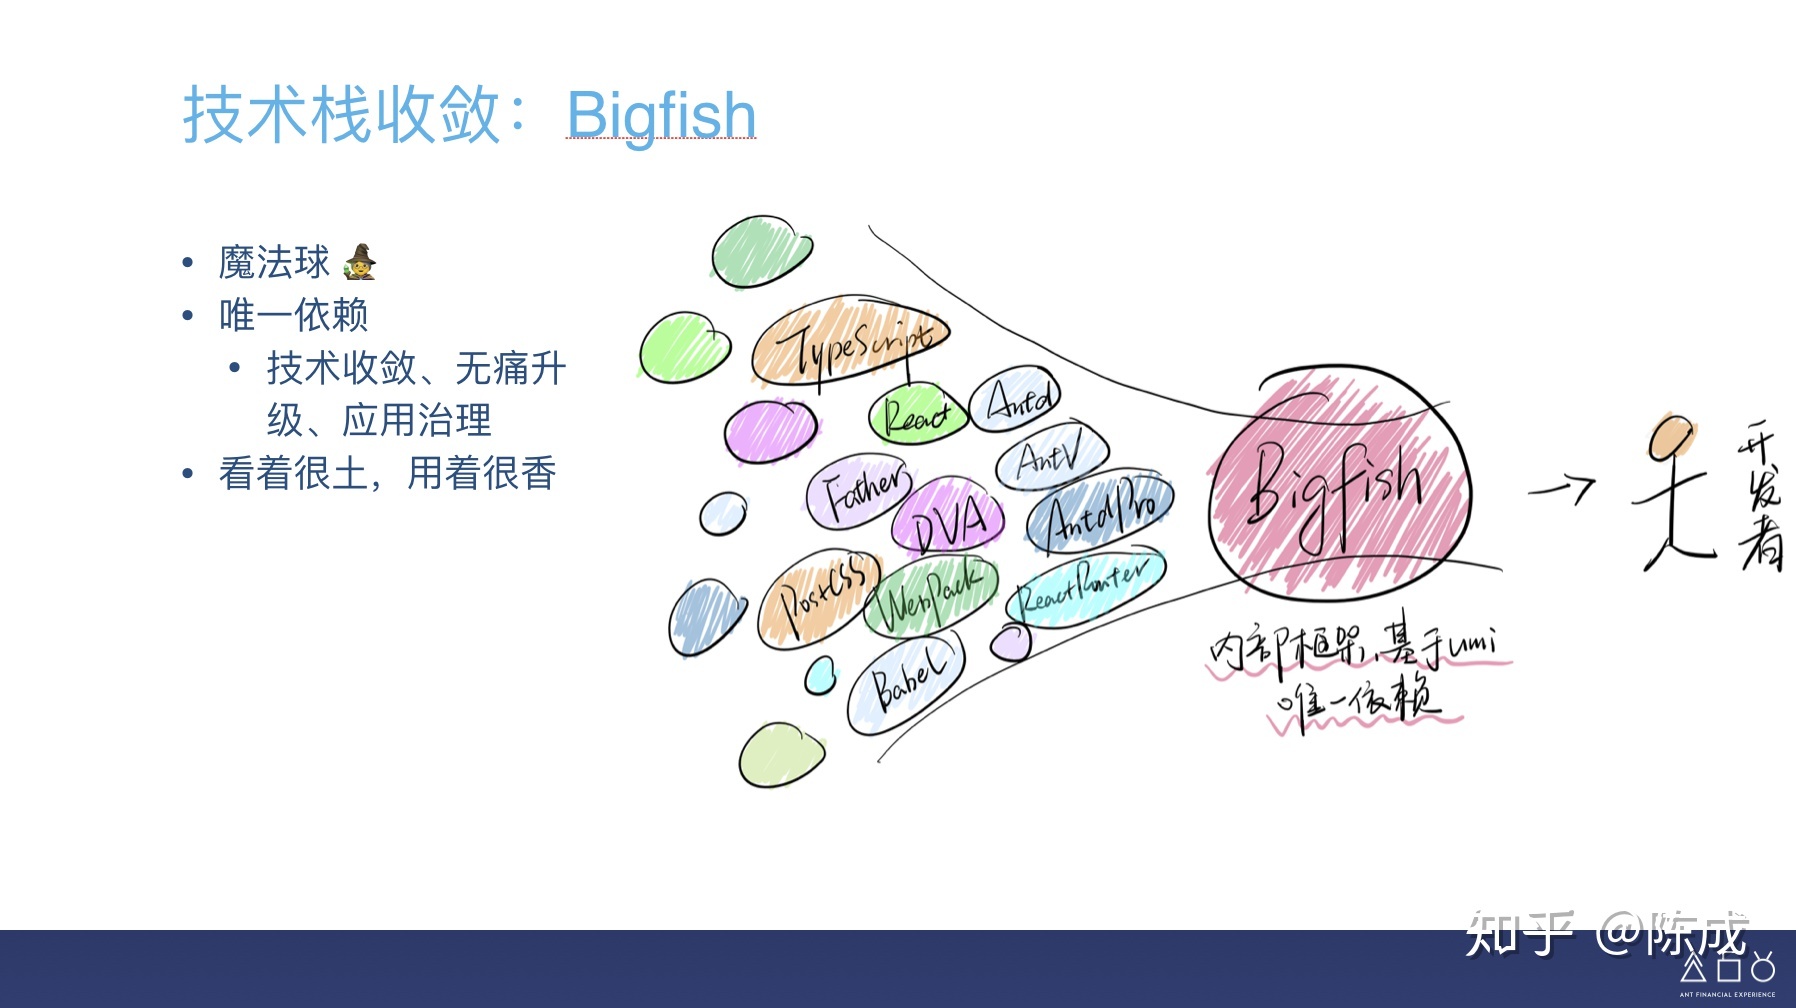 技术栈收敛：Bigfish
• 魔法球
• 唯一依赖
• 技术收敛、无痛升
级、应用治理
• 看着很土，用着很香
TypeScript
React
Antd
AntV
Father
DVA
AntdPro
PostCSS
WebPack
ReactRouter
Babel
Bigfish
内部框架、基于umi
唯一依赖
开发者
知乎 @陈成
ANT FINANCIAL EXPERIENCE